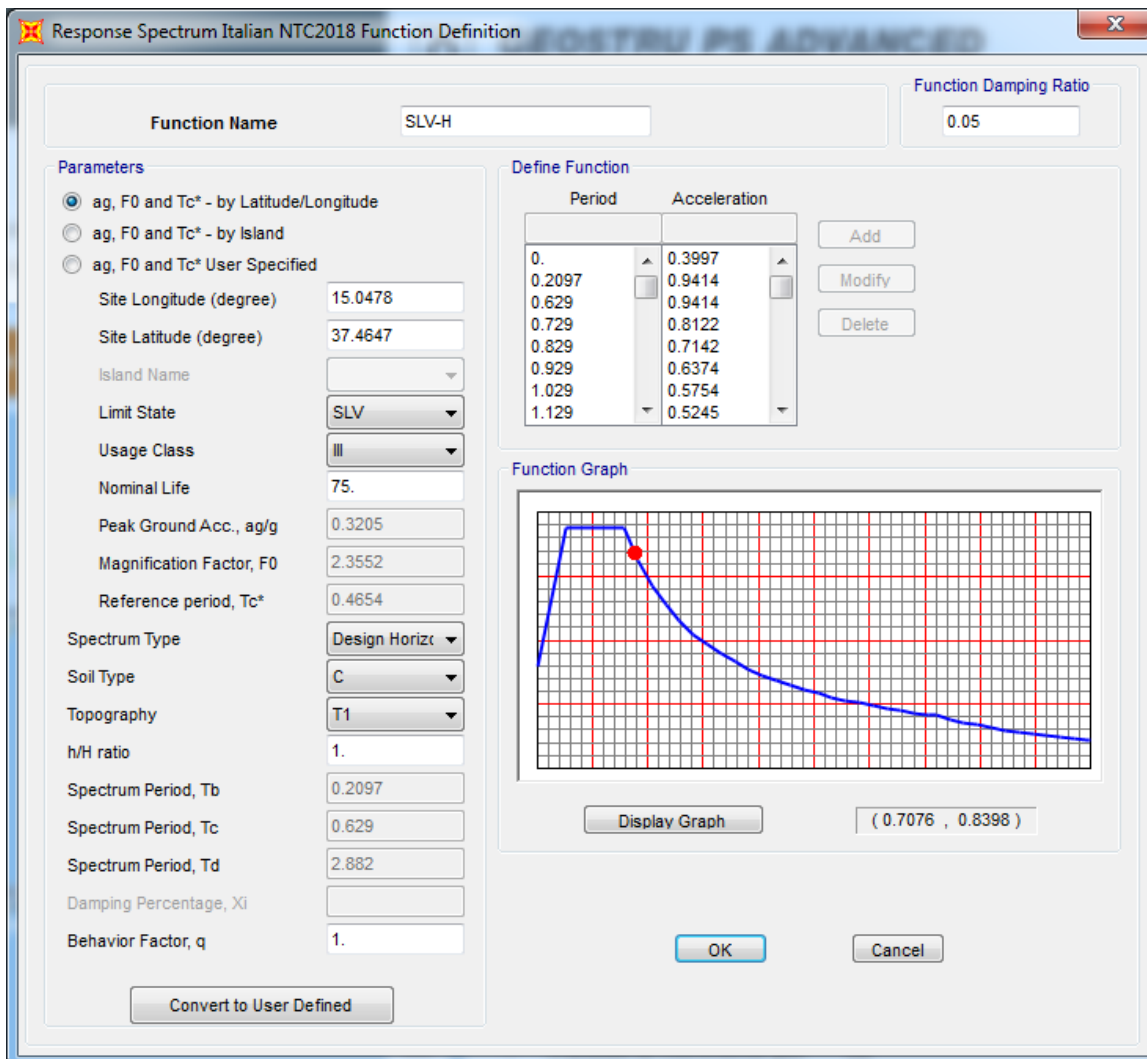 Response Spectrum Italian NTC2018 Function Definition
GEOSTRU PS ADVANCED
Function Damping Ratio
Function Name
SLV-H
0.05
Parameters
ag, F0 and Tc* - by Latitude/Longitude
ag, F0 and Tc* - by Island
ag, F0 and Tc* User Specified
Site Longitude (degree) 15.0478
Site Latitude (degree) 37.4647
Island Name
Limit State SLV
Usage Class III
Nominal Life 75.
Peak Ground Acc., ag/g 0.3205
Magnification Factor, F0 2.3552
Reference period, Tc* 0.4654
Spectrum Type Design Horizo
Soil Type C
Topography T1
h/H ratio 1.
Spectrum Period, Tb 0.2097
Spectrum Period, Tc 0.629
Spectrum Period, Td 2.882
Damping Percentage, Xi
Behavior Factor, q 1.
Convert to User Defined
Define Function
Period Acceleration
0. 0.3997
0.2097 0.9414
0.629 0.9414
0.729 0.8122
0.829 0.7142
0.929 0.6374
1.029 0.5754
1.129 0.5245
Add
Modify
Delete
Function Graph
Display Graph
( 0.7076 , 0.8398 )
OK
Cancel